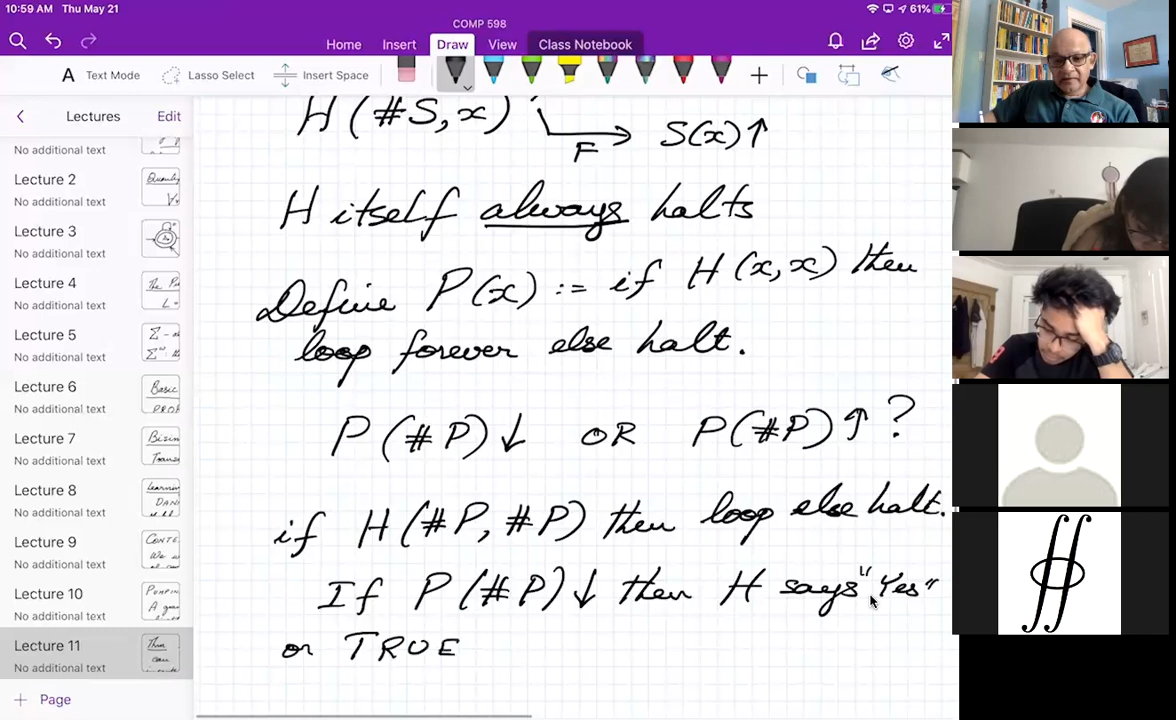 10:59 AM Thu May 21
61%
COMP 598
Home Insert Draw View Class Notebook
A Text Mode Lasso Select Insert Space
Lectures Edit
No additional text
Lecture 2
No additional text
Lecture 3
No additional text
Lecture 4
No additional text
Lecture 5
No additional text
Lecture 6
No additional text
Lecture 7
No additional text
Lecture 8
No additional text
Lecture 9
No additional text
Lecture 10
No additional text
Lecture 11
No additional text
+ Page
H (#S, x) F → S(x)↑
H itself always halts
Define P(x) := if H(x,x) then
loop forever else halt.
P(#P)↓ OR P(#P)↑?
if H(#P, #P) then loop else halt.
If P(#P)↓ then H says "Yes"
or TRUE